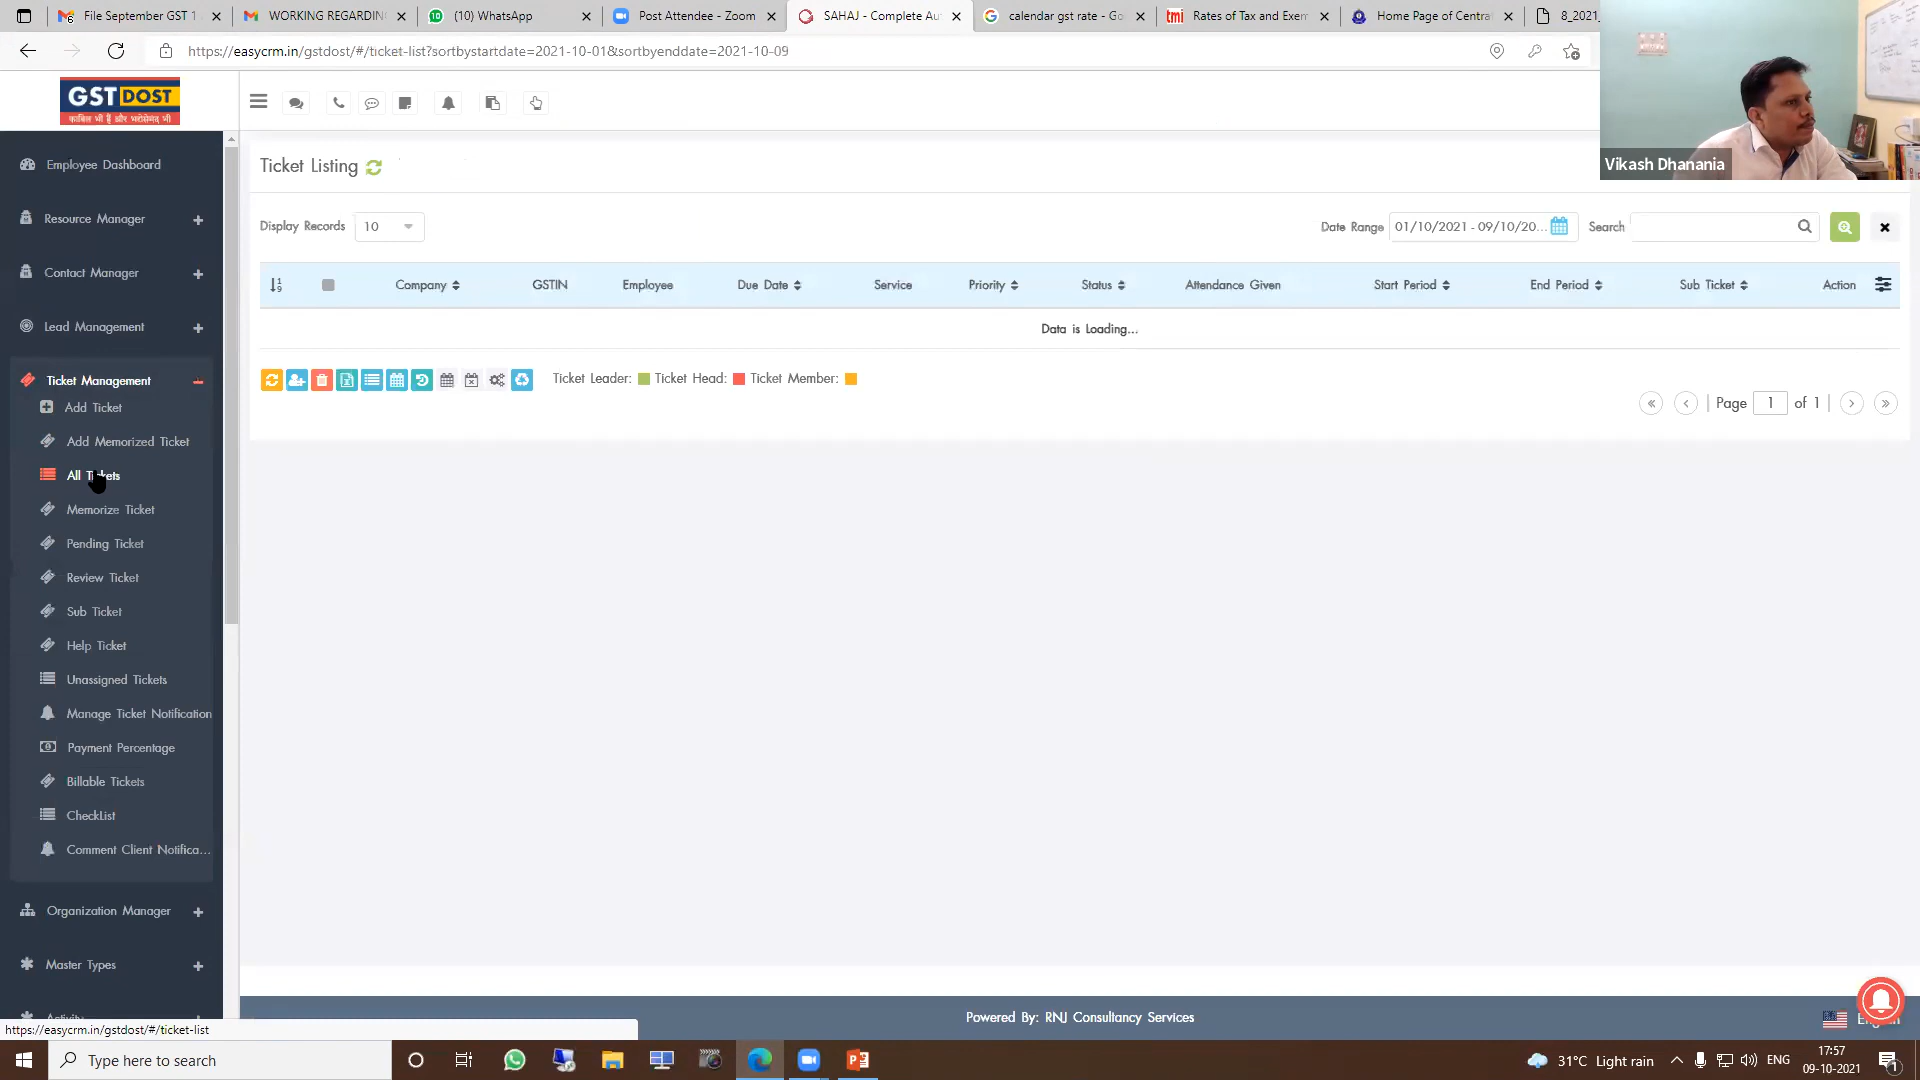 File September GST 1
WORKING REGARDIN
(10) WhatsApp
Post Attendee - Zoom
SAHAJ - Complete Au
calendar gst rate - Go
Rates of Tax and Exem
Home Page of Central
8_2021
https://easycrm.in/gstdost/#/ticket-list?sortbystartdate=2021-10-01&sortbyenddate=2021-10-09
GST DOST
काबिल भी हैं और भरोसेमंद भी
Vikash Dhanania
Employee Dashboard
Resource Manager
Contact Manager
Lead Management
Ticket Management
Add Ticket
Add Memorized Ticket
All Tickets
Memorize Ticket
Pending Ticket
Review Ticket
Sub Ticket
Help Ticket
Unassigned Tickets
Manage Ticket Notification
Payment Percentage
Billable Tickets
CheckList
Comment Client Notifica...
Organization Manager
Master Types
Activity
Ticket Listing
Display Records 10
Date Range 01/10/2021 - 09/10/20... Search
Company GSTIN Employee Due Date Service Priority Status Attendance Given Start Period End Period Sub Ticket Action
Data is Loading...
Ticket Leader: Ticket Head: Ticket Member:
Page 1 of 1
Powered By: RNJ Consultancy Services
https://easycrm.in/gstdost/#/ticket-list
Type here to search
31°C Light rain
ENG
17:57
09-10-2021
1